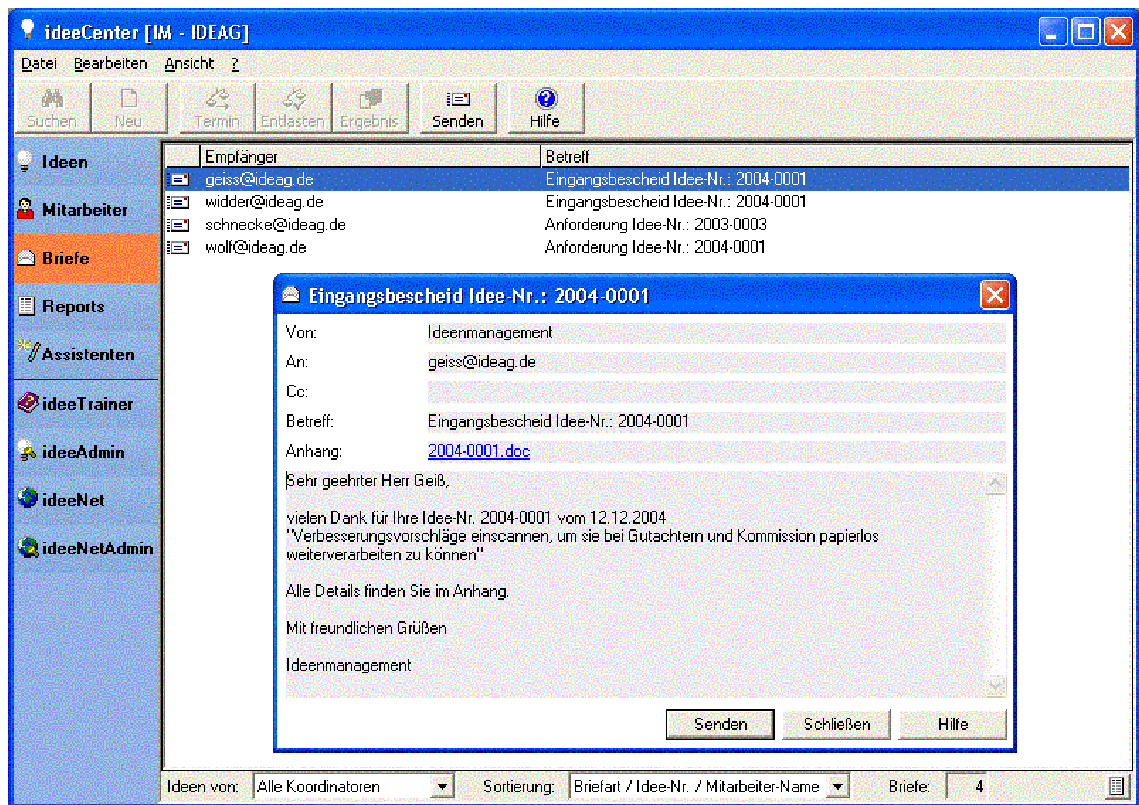 ideeCenter [IM - IDEAG]
Datei Bearbeiten Ansicht ?
Suchen Neu Termin Entlasten Ergebnis Senden Hilfe
Ideen
Mitarbeiter
Briefe
Reports
Assistenten
ideeTrainer
ideeAdmin
ideeNet
ideeNetAdmin
Empfänger Betreff
geiss@ideag.de Eingangsbescheid Idee-Nr.: 2004-0001
widder@ideag.de Eingangsbescheid Idee-Nr.: 2004-0001
schnecke@ideag.de Anforderung Idee-Nr.: 2003-0003
wolf@ideag.de Anforderung Idee-Nr.: 2004-0001
Eingangsbescheid Idee-Nr.: 2004-0001
Von: Ideenmanagement
An: geiss@ideag.de
Cc:
Betreff: Eingangsbescheid Idee-Nr.: 2004-0001
Anhang: 2004-0001.doc
Sehr geehrter Herr Geiß,
vielen Dank für Ihre Idee-Nr. 2004-0001 vom 12.12.2004
"Verbesserungsvorschläge einscannen, um sie bei Gutachtern und Kommission papierlos
weiterverarbeiten zu können"
Alle Details finden Sie im Anhang.
Mit freundlichen Grüßen
Ideenmanagement
Senden Schließen Hilfe
Ideen von: Alle Koordinatoren Sortierung: Briefart / Idee-Nr. / Mitarbeiter-Name Briefe: 4